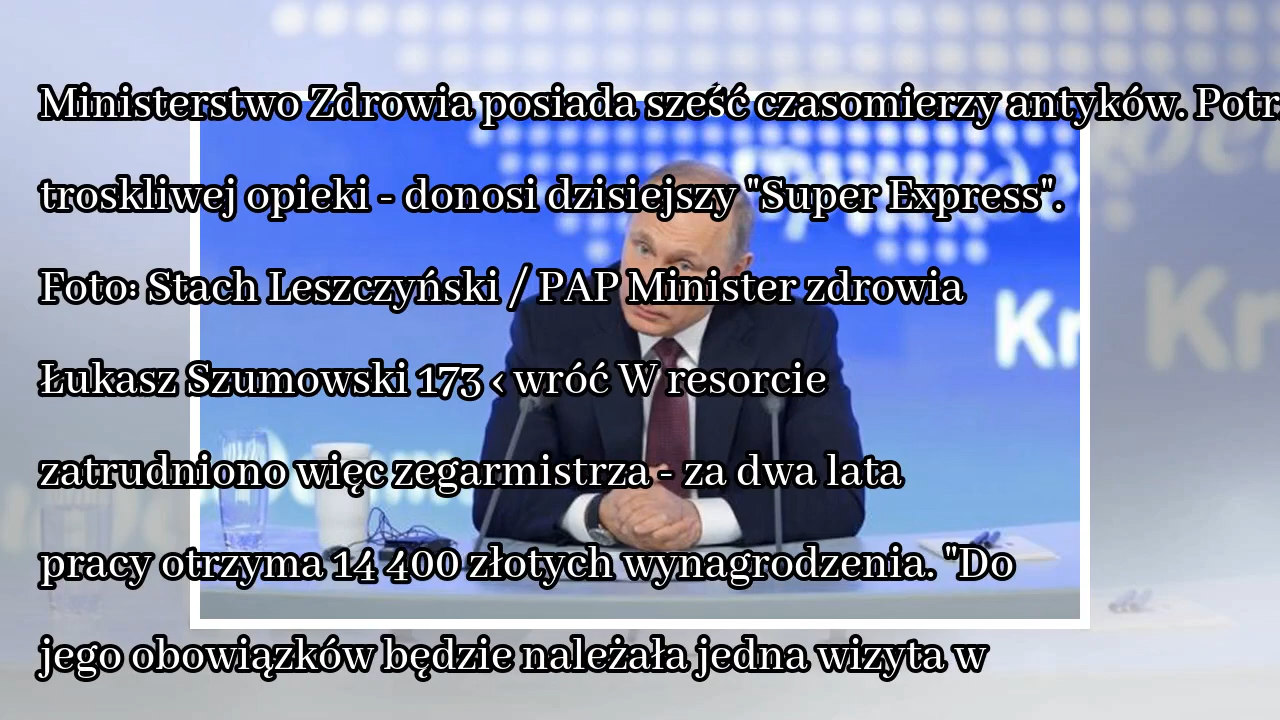 Ministerstwo Zdrowia posiada sześć czasomierzy antyków.
troskliwej opieki - donosi dzisiejszy "Super Express".
Foto: Stach Leszczyński / PAP Minister zdrowia
Łukasz Szumowski 173 < wróć W resorcie
zatrudniono więc zegarmistrza - za dwa lata
pracy otrzyma 14 400 złotych wynagrodzenia. "Do
jego obowiązków będzie należała jedna wizyta w